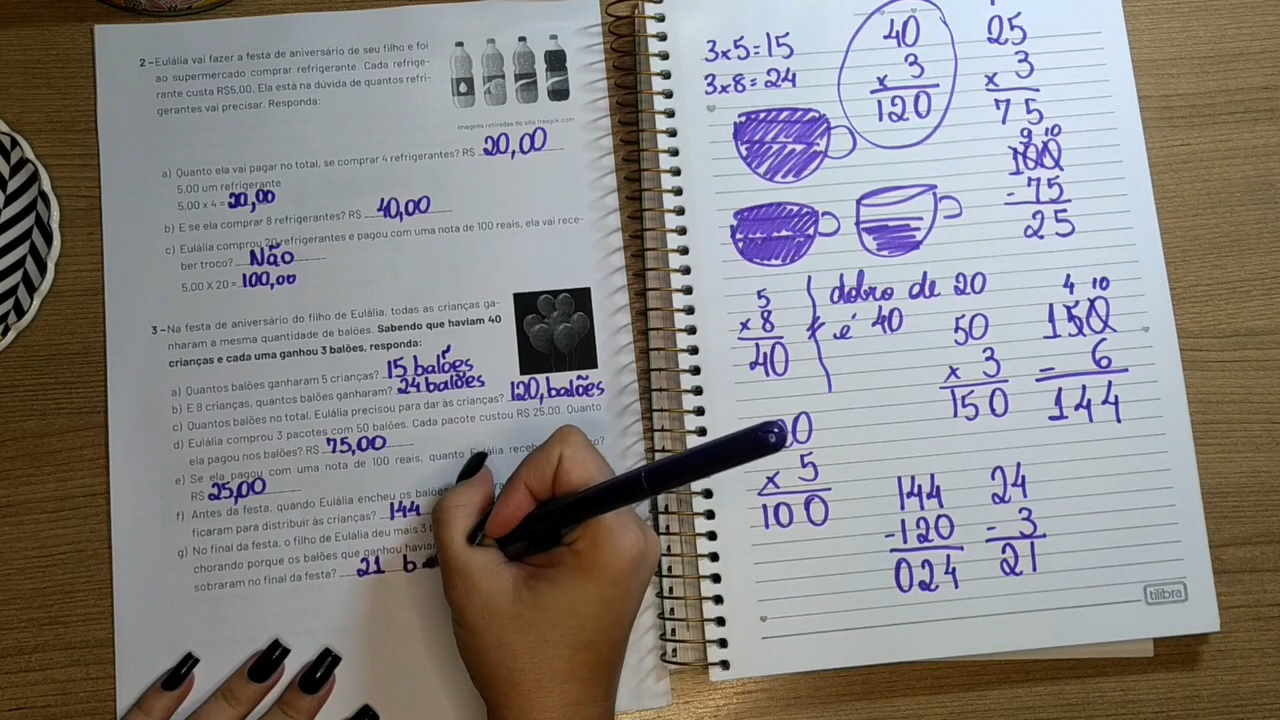 2 – Eulália vai fazer a festa de aniversário de seu filho e foi
ao supermercado comprar refrigerante. Cada refrige-
rante custa R$5,00. Ela está na dúvida de quantos refri-
gerantes vai precisar. Responda:
Imagens retiradas do site freepik.com
a) Quanto ela vai pagar no total, se comprar 4 refrigerantes? R$ 20,00
5,00 um refrigerante
5,00 x 4 = 20,00
b) E se ela comprar 8 refrigerantes? R$ 40,00
c) Eulália comprou 20 refrigerantes e pagou com uma nota de 100 reais, ela vai rece-
ber troco? Não
5,00 X 20 = 100,00
3 – Na festa de aniversário do filho de Eulália, todas as crianças ga-
nharam a mesma quantidade de balões. Sabendo que haviam 40
crianças e cada uma ganhou 3 balões, responda:
a) Quantos balões ganharam 5 crianças? 15 balões
b) E 8 crianças, quantos balões ganharam? 24 balões
c) Quantos balões no total, Eulália precisou para dar às crianças? 120, balões
d) Eulália comprou 3 pacotes com 50 balões. Cada pacote custou R$ 25,00. Quanto
ela pagou nos balões? R$ 75,00
e) Se ela pagou com uma nota de 100 reais, quanto Eulália
R$ 25,00
f) Antes da festa, quando Eulália encheu os
ficaram para distribuir às crianças? 144
g) No final da festa, o filho de Eulália deu mais 3
chorando porque os balões que ganhou
sobraram no final da festa? 21 b
3x5=15
3x8=24
40
x 3
120
25
x 3
75
9 10
100
-75
25
5
x8
40
dobro de 20
é 40
50
x 3
150
4 10
150
- 6
144
20
x 5
100
144
-120
024
24
- 3
21
tilibra